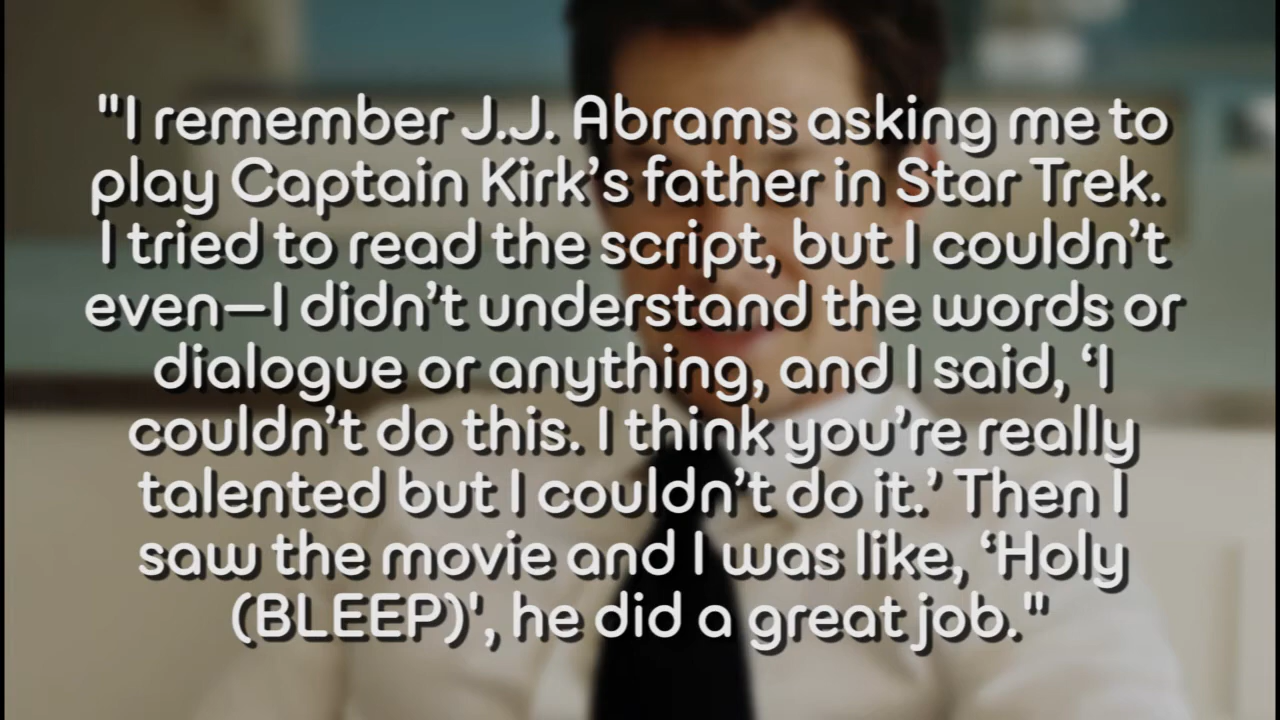 "I remember J.J. Abrams asking me to
play Captain Kirk’s father in Star Trek.
I tried to read the script, but I couldn’t
even—I didn’t understand the words or
dialogue or anything, and I said, ‘I
couldn’t do this. I think you’re really
talented but I couldn’t do it.’ Then I
saw the movie and I was like, ‘Holy
(BLEEP)', he did a great job."